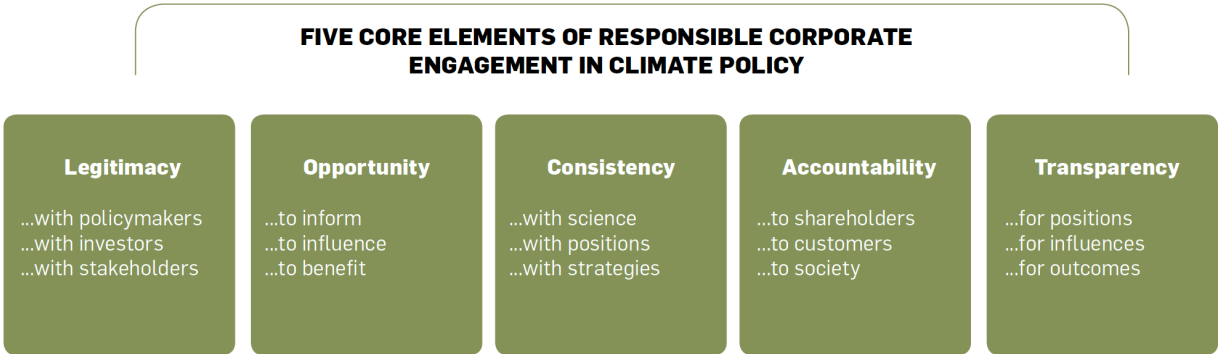 FIVE CORE ELEMENTS OF RESPONSIBLE CORPORATE
ENGAGEMENT IN CLIMATE POLICY
Legitimacy
...with policymakers
...with investors
...with stakeholders
Opportunity
...to inform
...to influence
...to benefit
Consistency
...with science
...with positions
...with strategies
Accountability
...to shareholders
...to customers
...to society
Transparency
...for positions
...for influences
...for outcomes